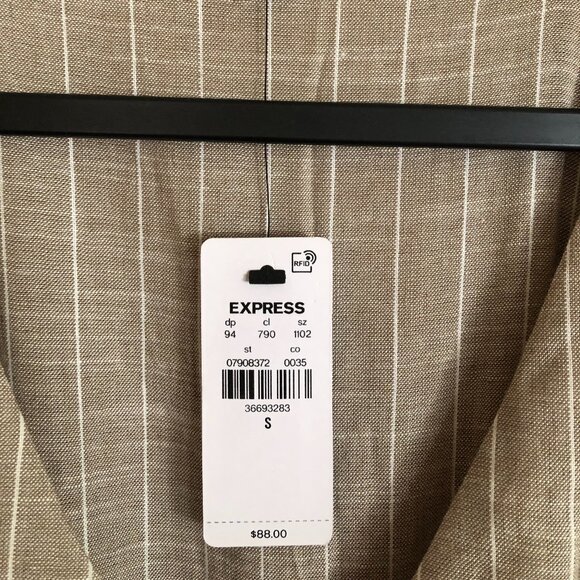 RFID
EXPRESS
dp cl sz
94 790 1102
st co
07908372 0035
36693283
S
$88.00